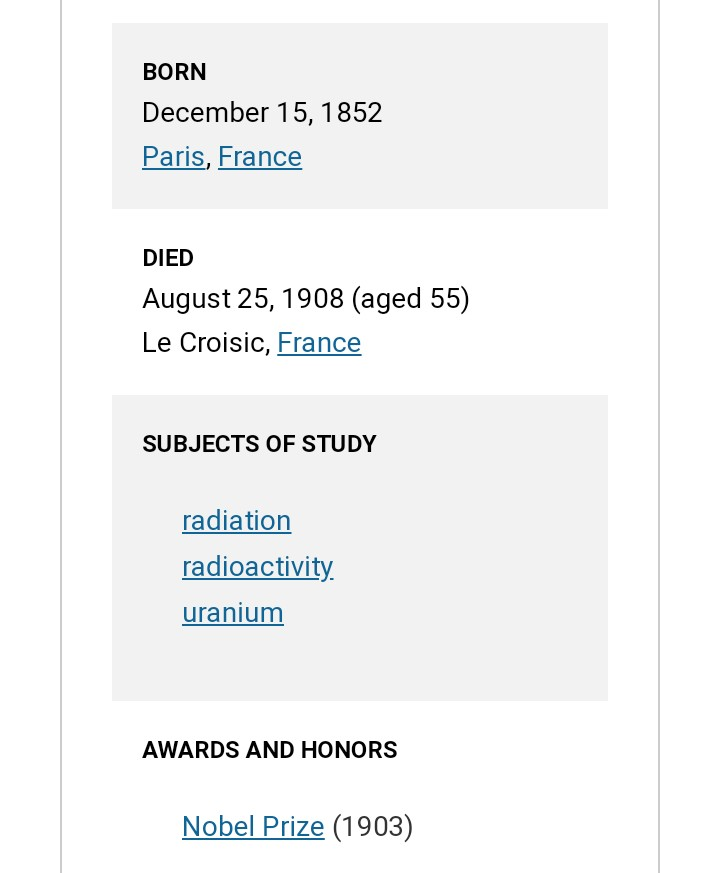 BORN
December 15, 1852
Paris, France
DIED
August 25, 1908 (aged 55)
Le Croisic, France
SUBJECTS OF STUDY
radiation
radioactivity
uranium
AWARDS AND HONORS
Nobel Prize (1903)